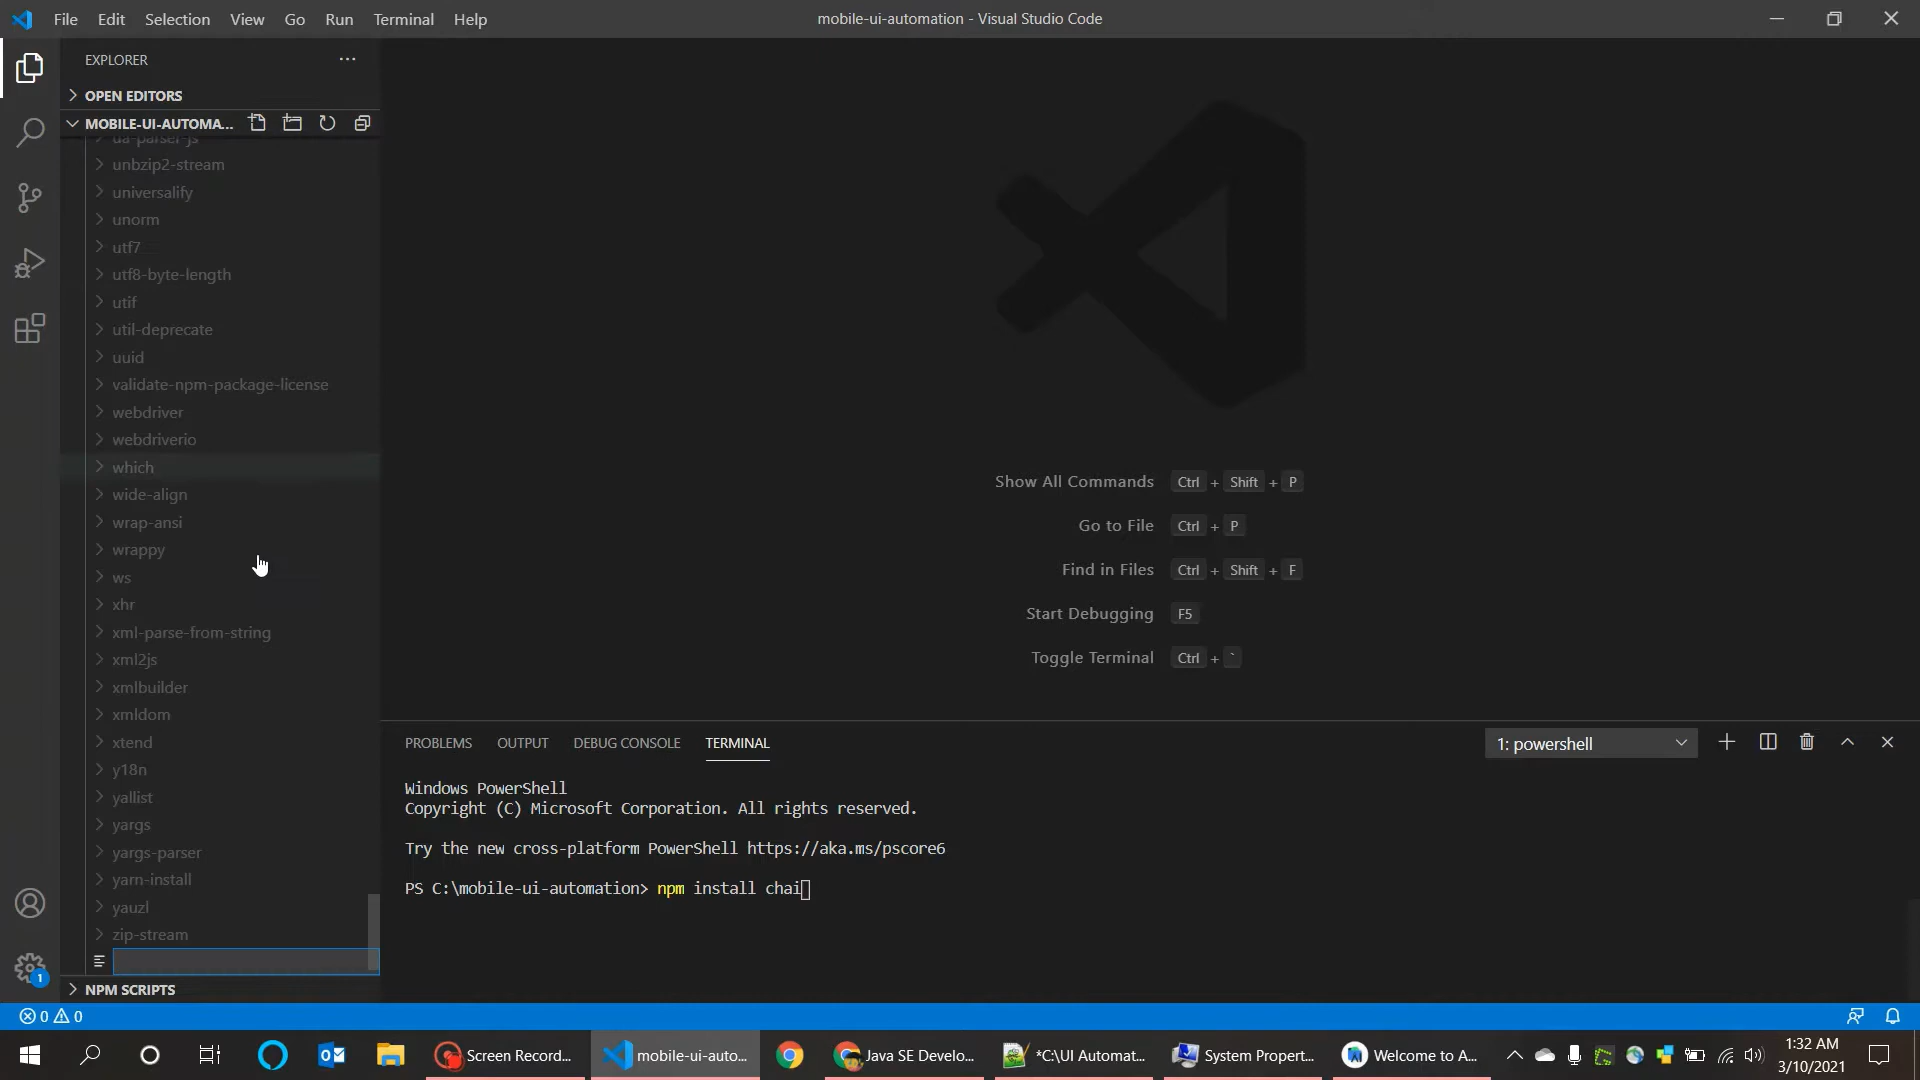 File Edit Selection View Go Run Terminal Help
mobile-ui-automation - Visual Studio Code
EXPLORER
OPEN EDITORS
MOBILE-UI-AUTOMA...
ua-parser-js
unbzip2-stream
universalify
unorm
utf7
utf8-byte-length
utif
util-deprecate
uuid
validate-npm-package-license
webdriver
webdriverio
which
wide-align
wrap-ansi
wrappy
ws
xhr
xml-parse-from-string
xml2js
xmlbuilder
xmldom
xtend
y18n
yallist
yargs
yargs-parser
yarn-install
yauzl
zip-stream
NPM SCRIPTS
Show All Commands Ctrl + Shift + P
Go to File Ctrl + P
Find in Files Ctrl + Shift + F
Start Debugging F5
Toggle Terminal Ctrl + `
PROBLEMS OUTPUT DEBUG CONSOLE TERMINAL
1: powershell
Windows PowerShell
Copyright (C) Microsoft Corporation. All rights reserved.
Try the new cross-platform PowerShell https://aka.ms/pscore6
PS C:\mobile-ui-automation> npm install chai
1
0 0
Screen Record... mobile-ui-auto... Java SE Develo... *C:\UI Automat... System Propert... Welcome to A...
1:32 AM
3/10/2021